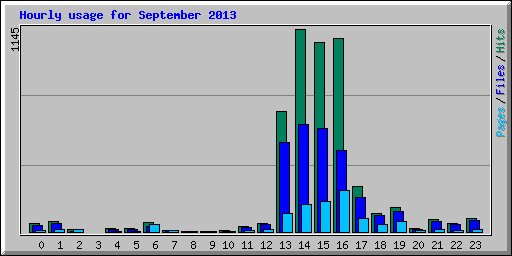 Hourly usage for September 2013
1145
Pages/Files/Hits
0 1 2 3 4 5 6 7 8 9 10 11 12 13 14 15 16 17 18 19 20 21 22 23